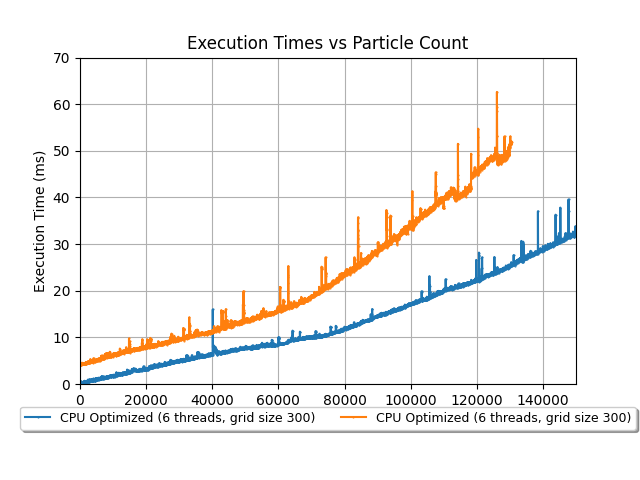 Execution Times vs Particle Count
70
60
50
40
30
20
10
0
Execution Time (ms)
0 20000 40000 60000 80000 100000 120000 140000
CPU Optimized (6 threads, grid size 300) CPU Optimized (6 threads, grid size 300)